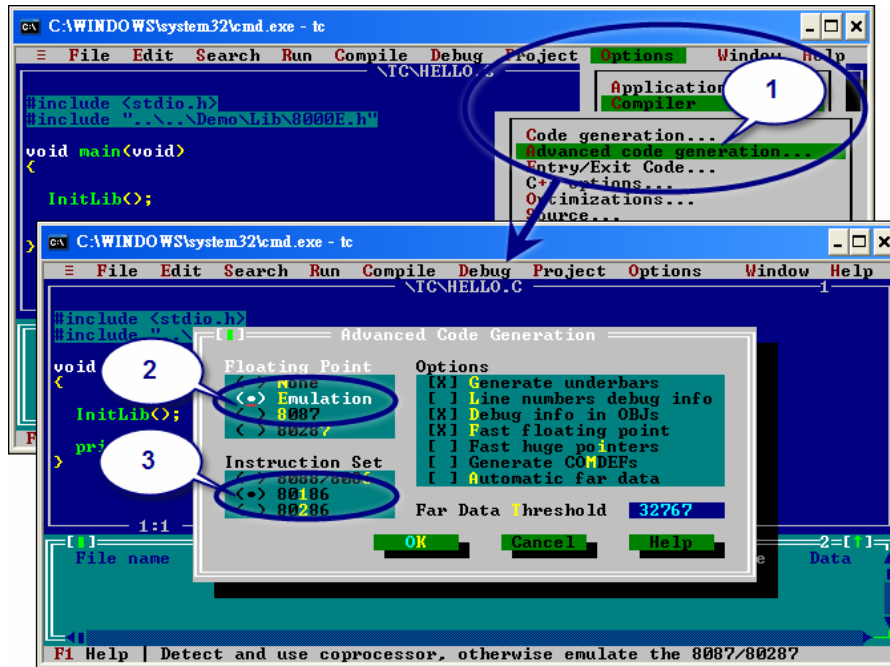 C:\WINDOWS\system32\cmd.exe - tc
≡ File Edit Search Run Compile Debug Project Options Window Help
\TC\HELLO.C
#include <stdio.h>
#include "..\..\Demo\Lib\8000E.h"
void main(void)
{
InitLib();
}
Compiler
1
Code generation...
Advanced code generation...
Entry/Exit Code...
C++ options...
Optimizations...
Source...
C:\WINDOWS\system32\cmd.exe - tc
≡ File Edit Search Run Compile Debug Project Options Window Help
\TC\HELLO.C 1
#include <stdio.h>
#include
void
{
InitLib();
}
1:1
2
3
[■] Advanced Code Generation
Floating Point
( ) None
(•) Emulation
( ) 8087
( ) 80287
Instruction Set
( ) 8088/8086
(•) 80186
( ) 80286
Options
[X] Generate underbars
[ ] Line numbers debug info
[X] Debug info in OBJs
[X] Fast floating point
[ ] Fast huge pointers
[ ] Generate COMDEFs
[ ] Automatic far data
Far Data Threshold 32767
OK Cancel Help
2=[↑]
File name Data
F1 Help | Detect and use coprocessor, otherwise emulate the 8087/80287